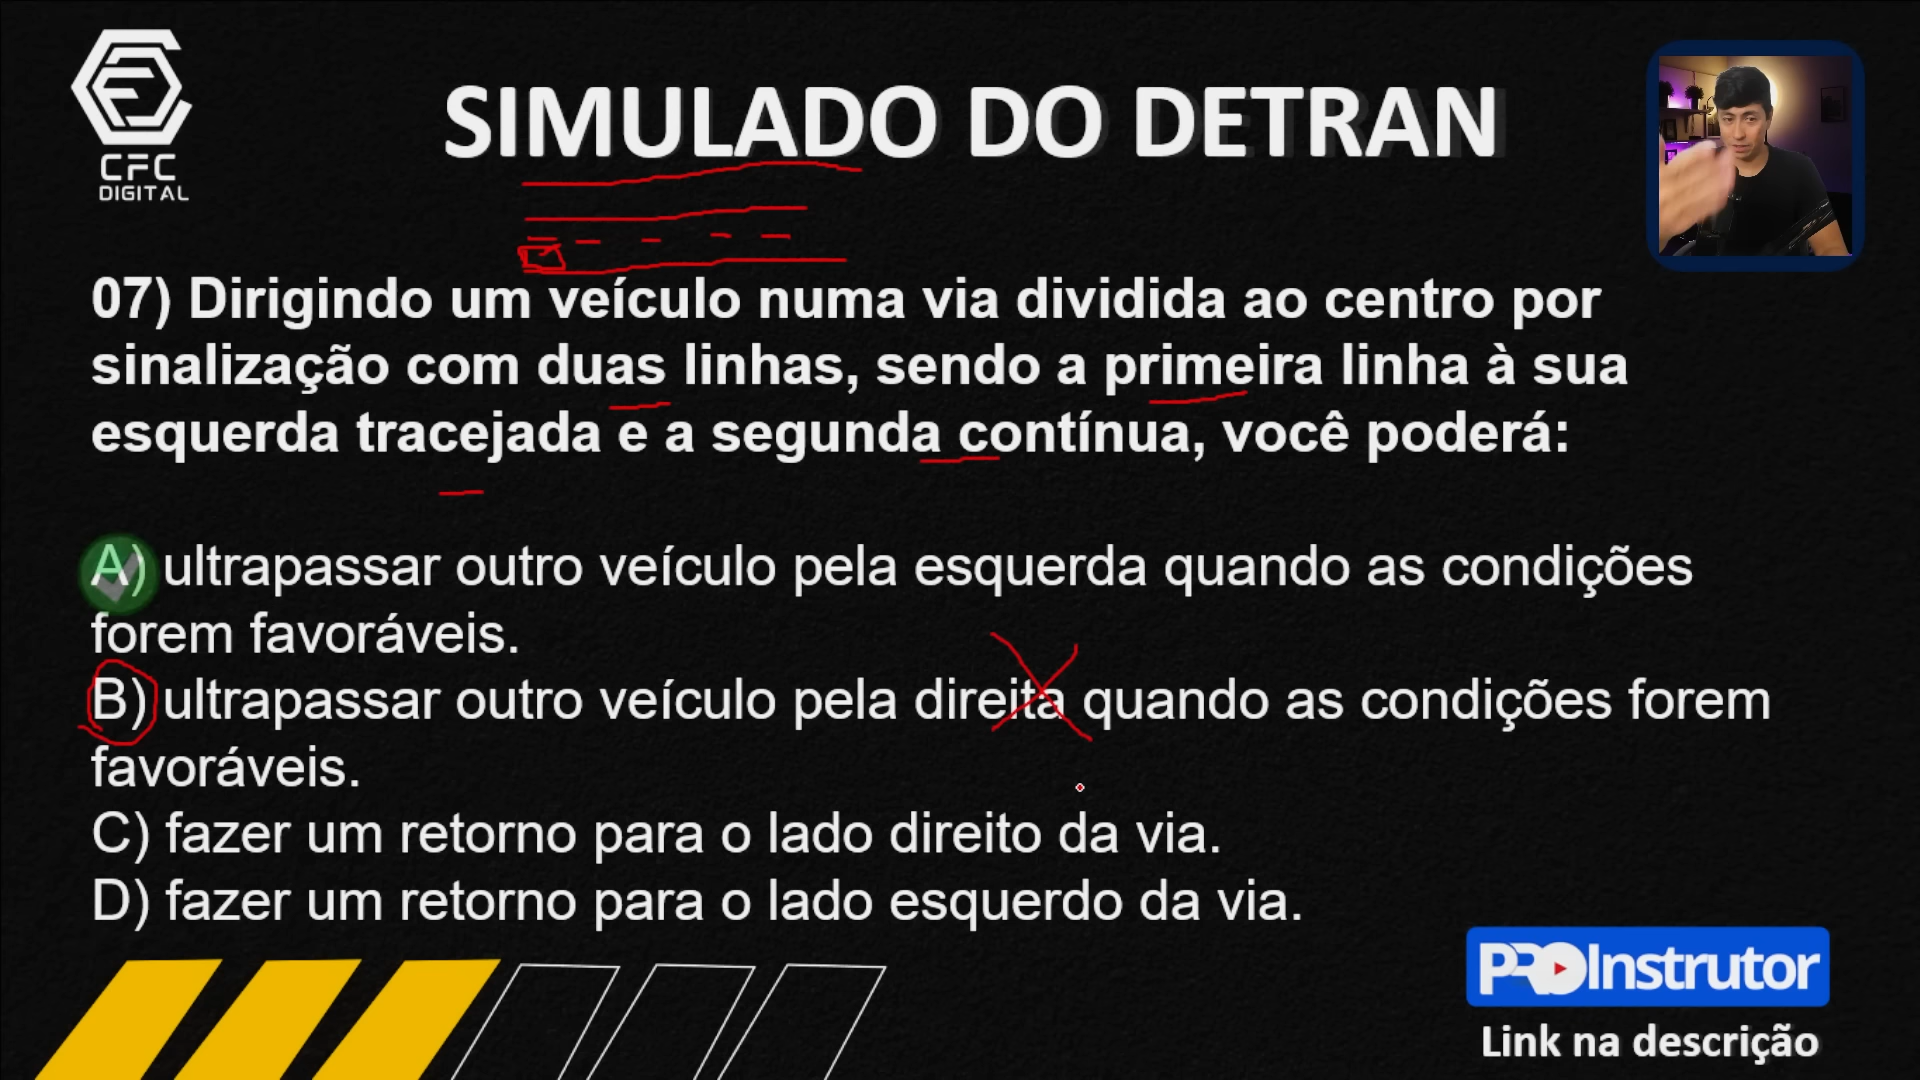 CFC
DIGITAL
SIMULADO DO DETRAN
07) Dirigindo um veículo numa via dividida ao centro por
sinalização com duas linhas, sendo a primeira linha à sua
esquerda tracejada e a segunda contínua, você poderá:
A) ultrapassar outro veículo pela esquerda quando as condições
forem favoráveis.
B) ultrapassar outro veículo pela direita quando as condições forem
favoráveis.
C) fazer um retorno para o lado direito da via.
D) fazer um retorno para o lado esquerdo da via.
PROInstrutor
Link na descrição